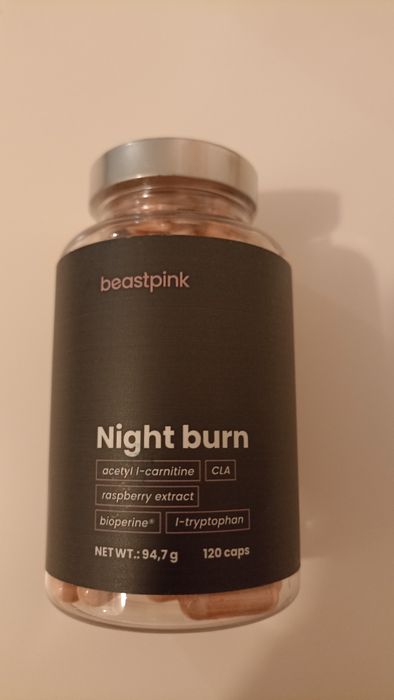 beastpink
Night burn
acetyl l-carnitine CLA
raspberry extract
bioperine® l-tryptophan
NET WT.: 94,7 g 120 caps